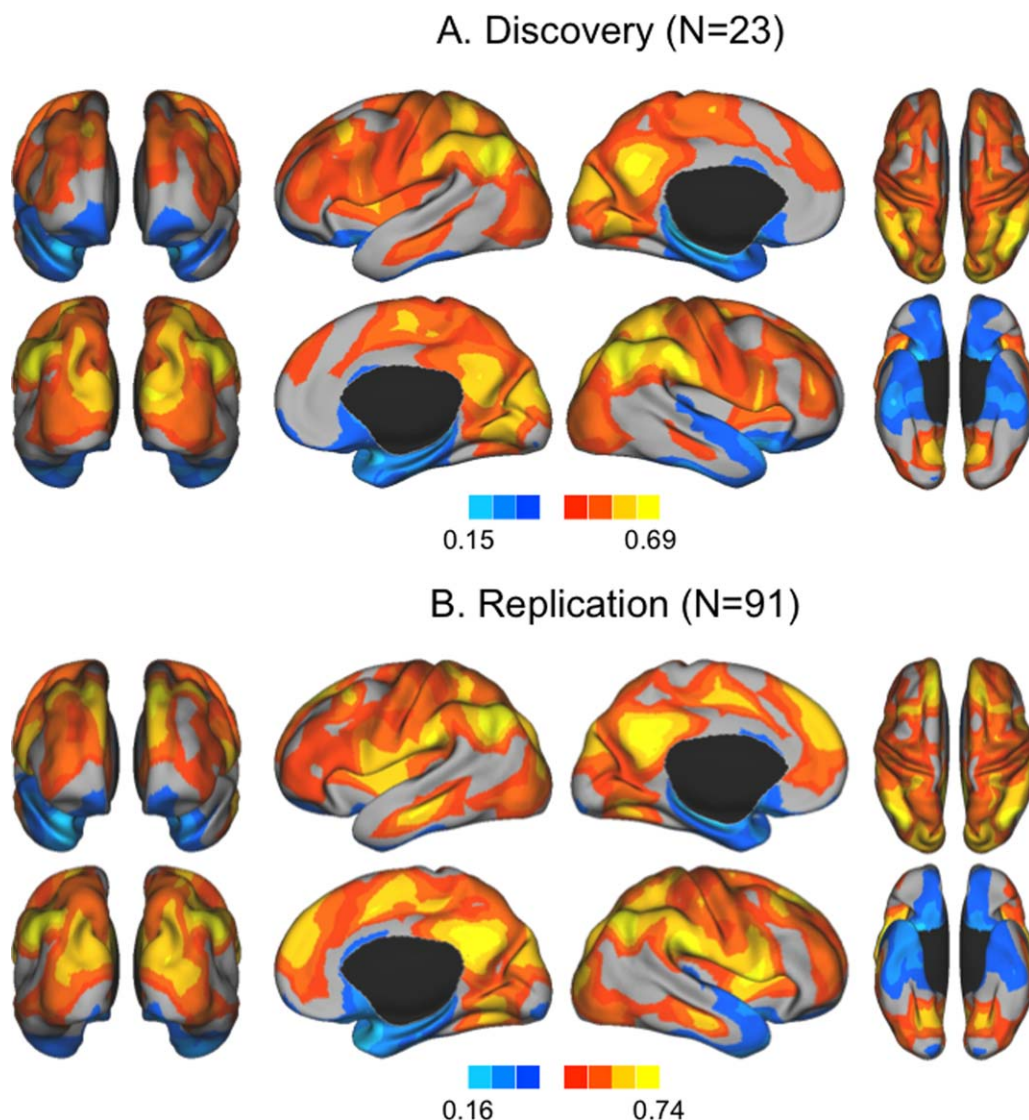 A. Discovery (N=23)
0.15 0.69
B. Replication (N=91)
0.16 0.74